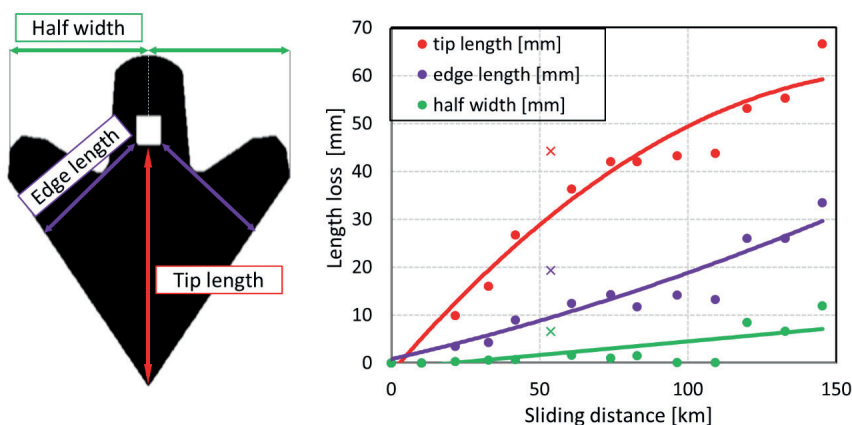 Half width
Edge length
Tip length
tip length [mm]
edge length [mm]
half width [mm]
Length loss [mm]
70
60
50
40
30
20
10
0
0
50
100
150
Sliding distance [km]